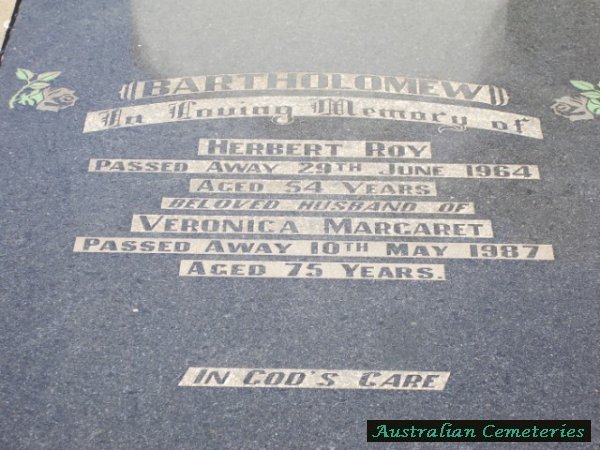 BARTHOLOMEW
In Loving Memory of
HERBERT ROY
PASSED AWAY 29TH JUNE 1964
AGED 54 YEARS
BELOVED HUSBAND OF
VERONICA MARGARET
PASSED AWAY 10TH MAY 1987
AGED 75 YEARS.
IN GOD'S CARE
Australian Cemeteries